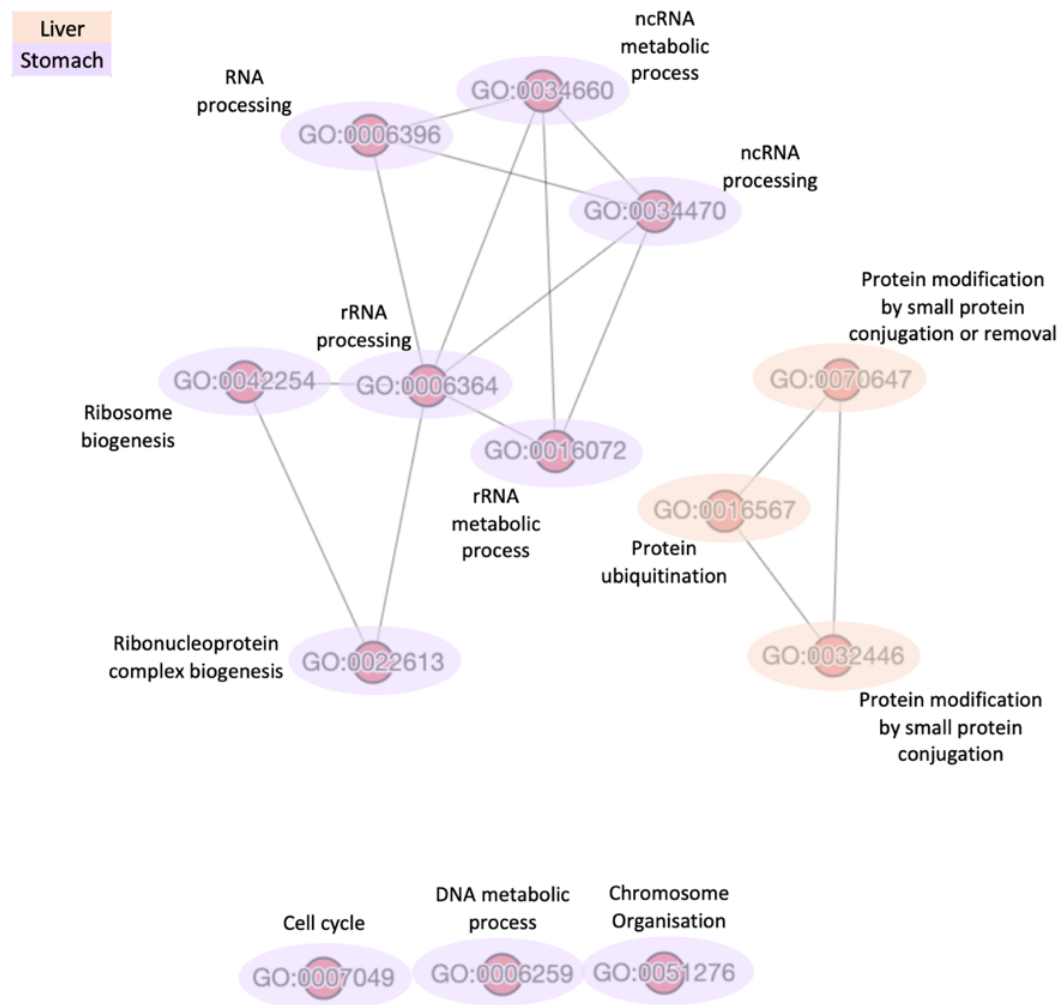 Liver
Stomach
ncRNA
metabolic
process
GO:0034660
RNA
processing
GO:0006396
ncRNA
processing
GO:0034470
Protein modification
by small protein
conjugation or removal
GO:0070647
rRNA
processing
GO:0042254
GO:0006364
Ribosome
biogenesis
GO:0016072
rRNA
metabolic
process
GO:0016567
Protein
ubiquitination
Ribonucleoprotein
complex biogenesis
GO:0022613
GO:0032446
Protein modification
by small protein
conjugation
Cell cycle
DNA metabolic
process
Chromosome
Organisation
GO:0007049
GO:0006259
GO:0051276